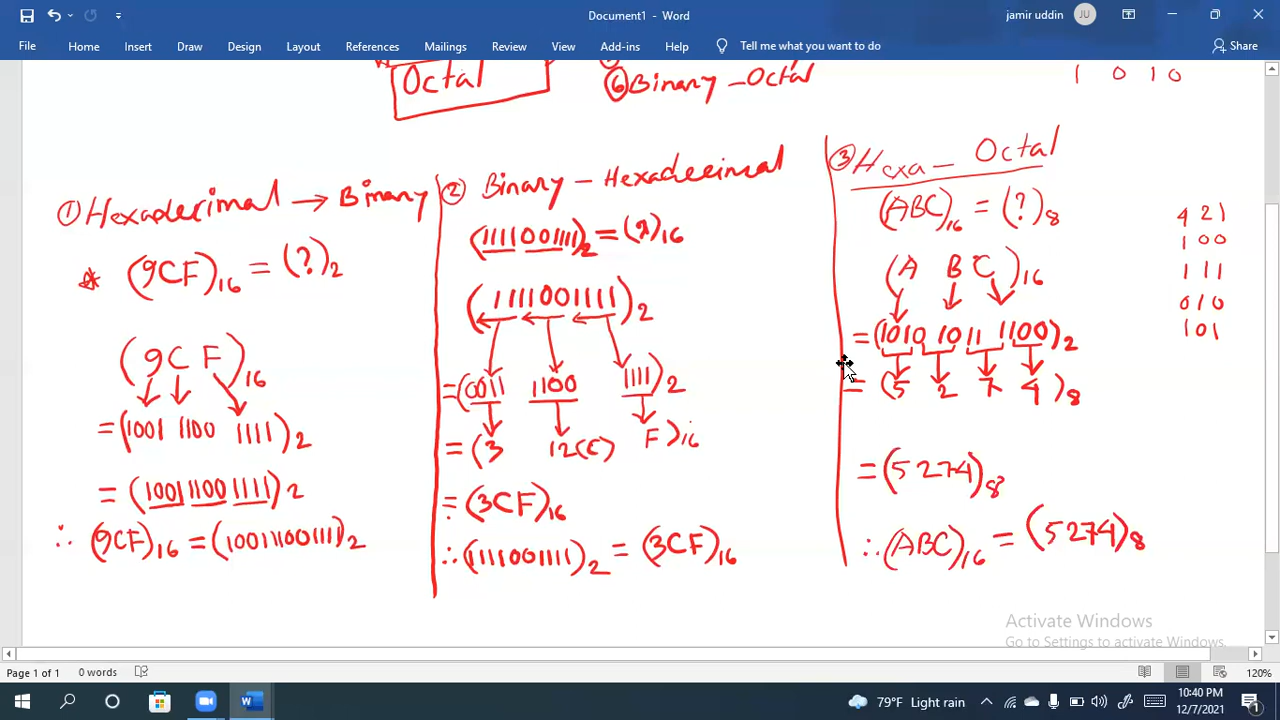 Document1 - Word
jamir uddin
JU
File Home Insert Draw Design Layout References Mailings Review View Add-ins Help Tell me what you want to do Share
Octal
⑥Binary - Octal
1 0 1 0
①Hexadecimal → Binary
* (9CF)16 = (?)2
(9CF)16
=(1001 1100 1111)2
=(100111001111)2
∴ (9CF)16 = (100111001111)2
② Binary - Hexadecimal
(1111001111)2 = (?)16
(1111001111)2
=(0011 1100 1111)2
=(3 12(C) F)16
=(3CF)16
∴(1111001111)2 = (3CF)16
③Hexa - Octal
(ABC)16 = (?)8
(A B C)16
=(1010 1011 1100)2
=(5 2 7 4)8
=(5274)8
∴(ABC)16 = (5274)8
4 2 1
1 0 0
1 1 1
0 1 0
1 0 1
Activate Windows
Go to Settings to activate Windows.
Page 1 of 1 0 words 120%
79°F Light rain
10:40 PM
12/7/2021
1